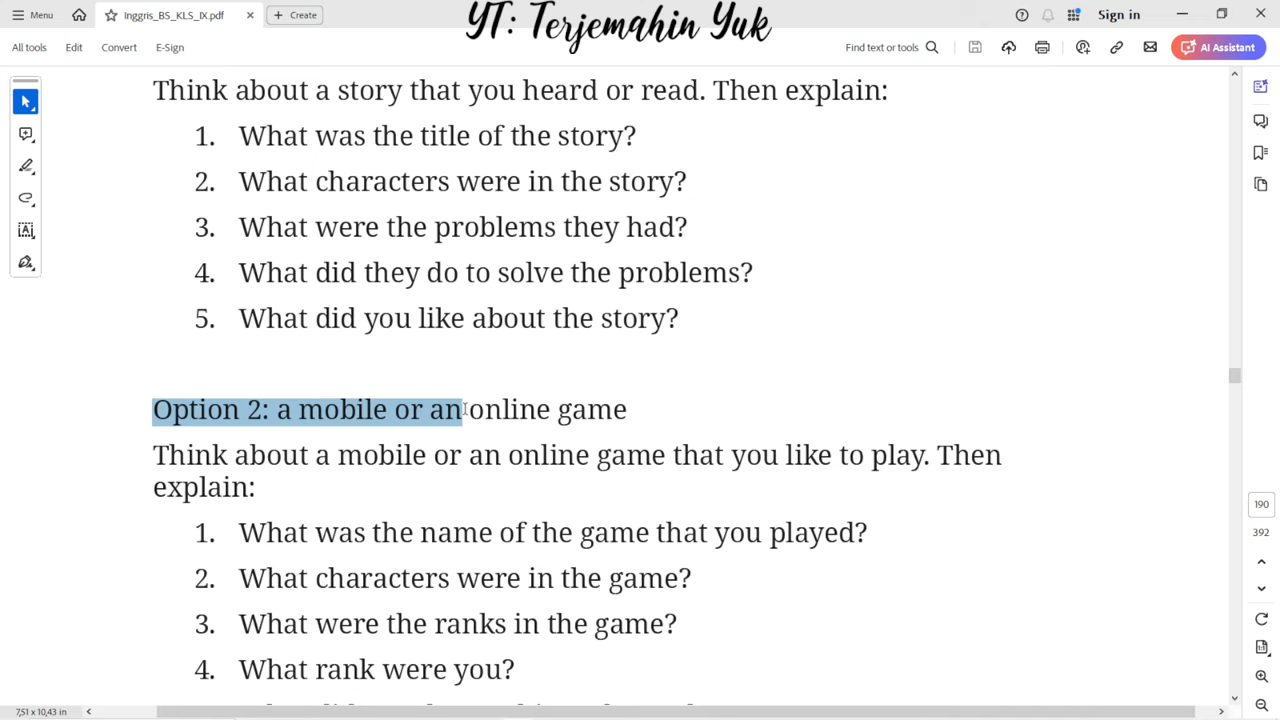 Menu
Inggris_BS_KLS_IX.pdf
Create
YT: Terjemahin Yuk
Sign in
All tools
Edit
Convert
E-Sign
Find text or tools
AI Assistant
Think about a story that you heard or read. Then explain:
1. What was the title of the story?
2. What characters were in the story?
3. What were the problems they had?
4. What did they do to solve the problems?
5. What did you like about the story?
Option 2: a mobile or an online game
Think about a mobile or an online game that you like to play. Then
explain:
1. What was the name of the game that you played?
2. What characters were in the game?
3. What were the ranks in the game?
4. What rank were you?
190
392
7,51 x 10,43 in